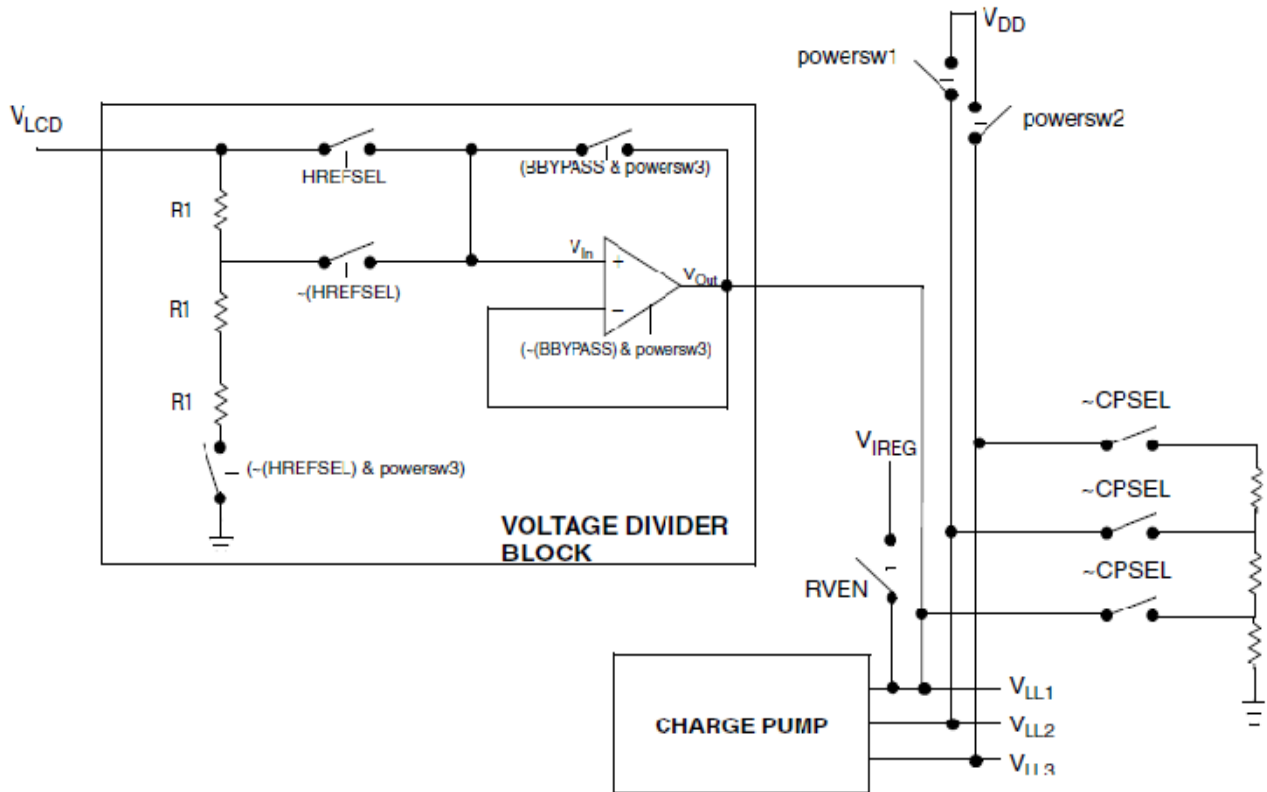 VDD
powersw1
powersw2
VLCD
HREFSEL
(BBYPASS & powersw3)
R1
VIn
+
VOut
~(HREFSEL)
−
R1
(~(BBYPASS) & powersw3)
R1
~CPSEL
VIREG
(~(HREFSEL) & powersw3)
~CPSEL
VOLTAGE DIVIDER
BLOCK
~CPSEL
RVEN
VLL1
CHARGE PUMP
VLL2
VLL3